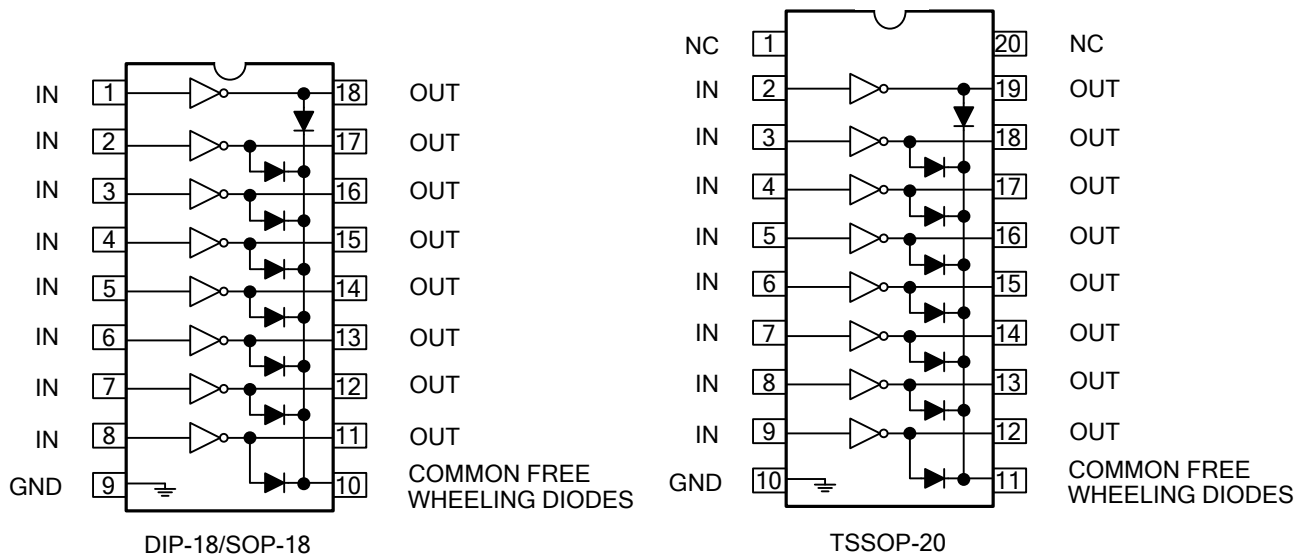 IN 1 18 OUT
IN 2 17 OUT
IN 3 16 OUT
IN 4 15 OUT
IN 5 14 OUT
IN 6 13 OUT
IN 7 12 OUT
IN 8 11 OUT
GND 9 10 COMMON FREE
WHEELING DIODES
DIP-18/SOP-18
NC 1 20 NC
IN 2 19 OUT
IN 3 18 OUT
IN 4 17 OUT
IN 5 16 OUT
IN 6 15 OUT
IN 7 14 OUT
IN 8 13 OUT
IN 9 12 OUT
GND 10 11 COMMON FREE
WHEELING DIODES
TSSOP-20